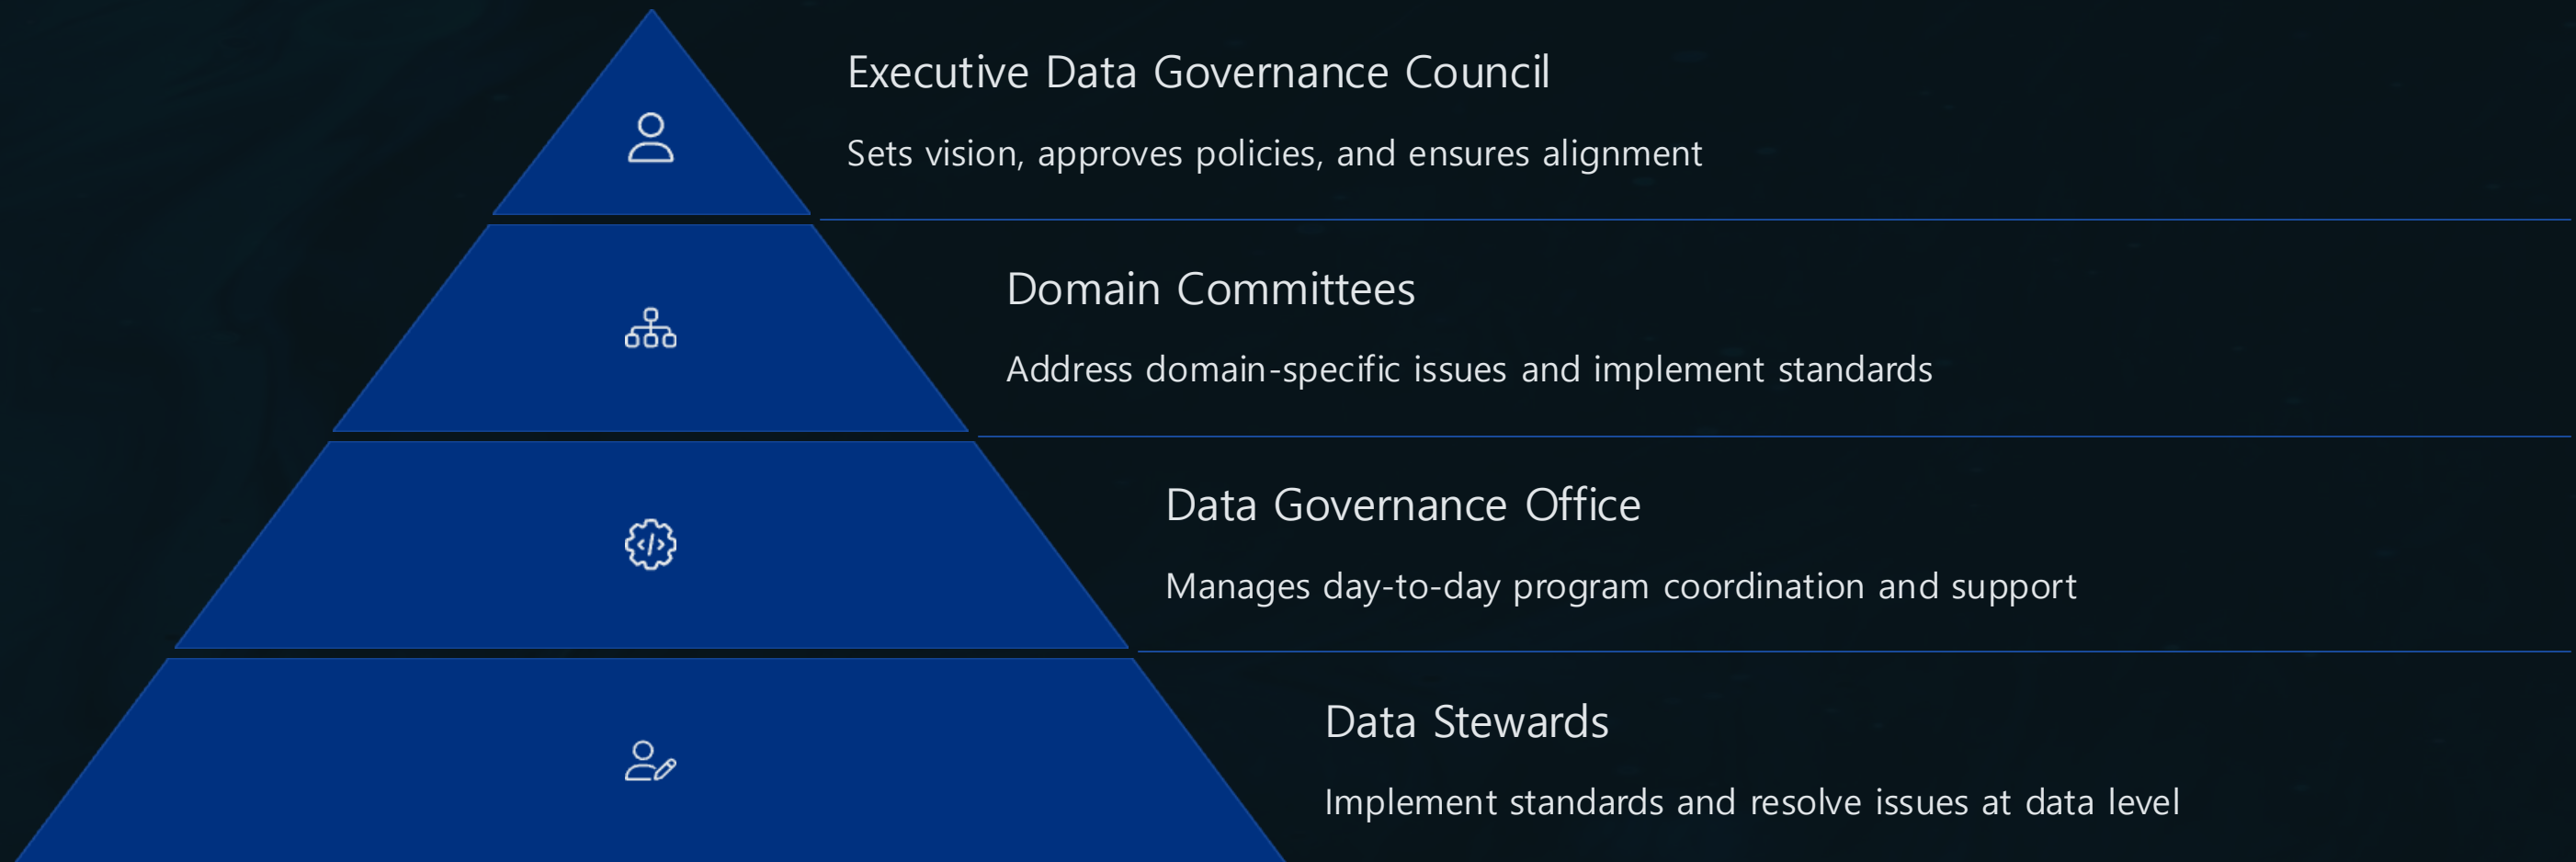 Executive Data Governance Council
Sets vision, approves policies, and ensures alignment
Domain Committees
Address domain-specific issues and implement standards
Data Governance Office
Manages day-to-day program coordination and support
Data Stewards
Implement standards and resolve issues at data level